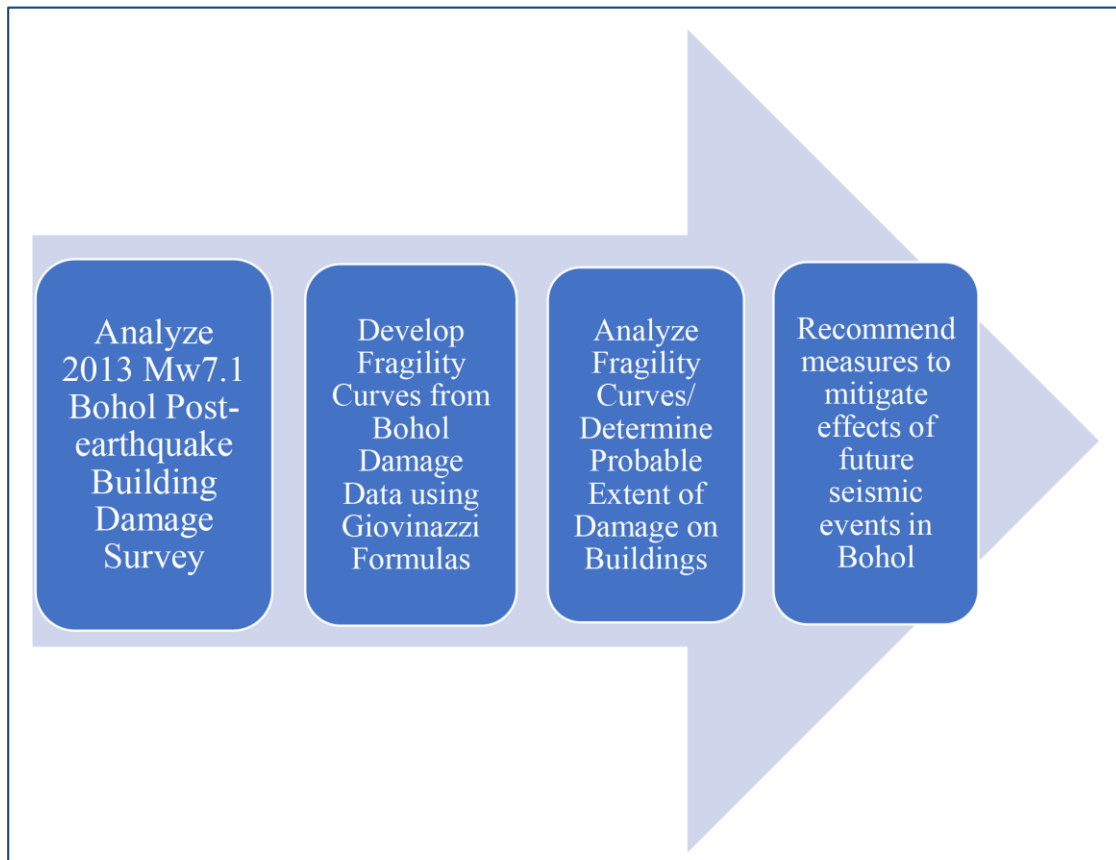 Analyze
2013 Mw7.1
Bohol Post-
earthquake
Building
Damage
Survey
Develop
Fragility
Curves from
Bohol
Damage
Data using
Giovinazzi
Formulas
Analyze
Fragility
Curves/
Determine
Probable
Extent of
Damage on
Buildings
Recommend
measures to
mitigate
effects of
future
seismic
events in
Bohol